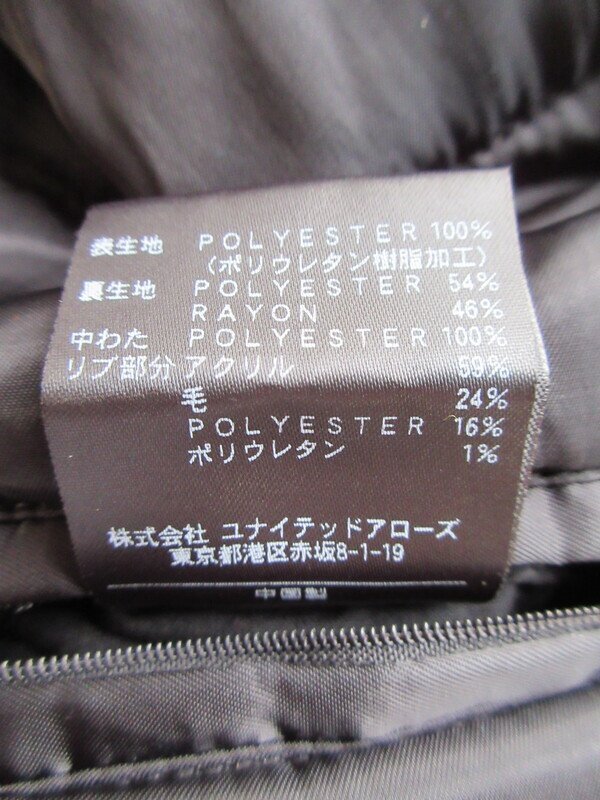 表生地 POLYESTER 100%
(ポリウレタン樹脂加工)
裏生地 POLYESTER 54%
RAYON 46%
中わた POLYESTER 100%
リブ部分 アクリル 59%
毛 24%
POLYESTER 16%
ポリウレタン 1%
株式会社 ユナイテッドアローズ
東京都港区赤坂8-1-19
中国製